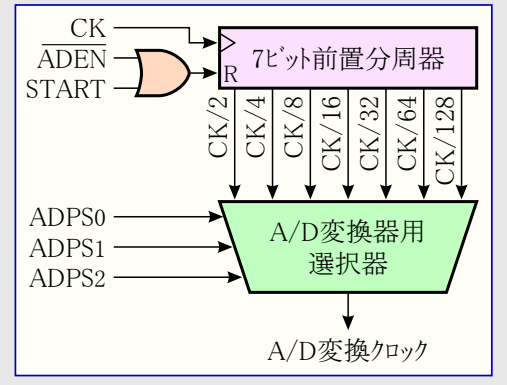 CK
ADEN
START
R
7ビット前置分周器
CK/2
CK/4
CK/8
CK/16
CK/32
CK/64
CK/128
ADPS0
ADPS1
ADPS2
A/D変換器用
選択器
A/D変換クロック